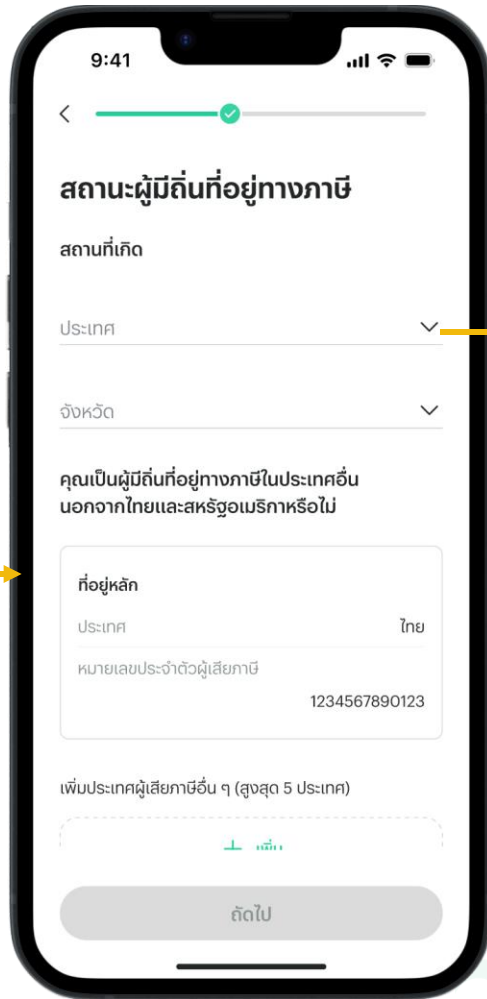 9:41
สถานะผู้มีถิ่นที่อยู่ทางภาษี
สถานที่เกิด
ประเทศ
จังหวัด
คุณเป็นผู้มีถิ่นที่อยู่ทางภาษีในประเทศอื่น
นอกจากไทยและสหรัฐอเมริกาหรือไม่
ที่อยู่หลัก
ประเทศ ไทย
หมายเลขประจำตัวผู้เสียภาษี
1234567890123
เพิ่มประเทศผู้เสียภาษีอื่น ๆ (สูงสุด 5 ประเทศ)
+ เพิ่ม
ถัดไป